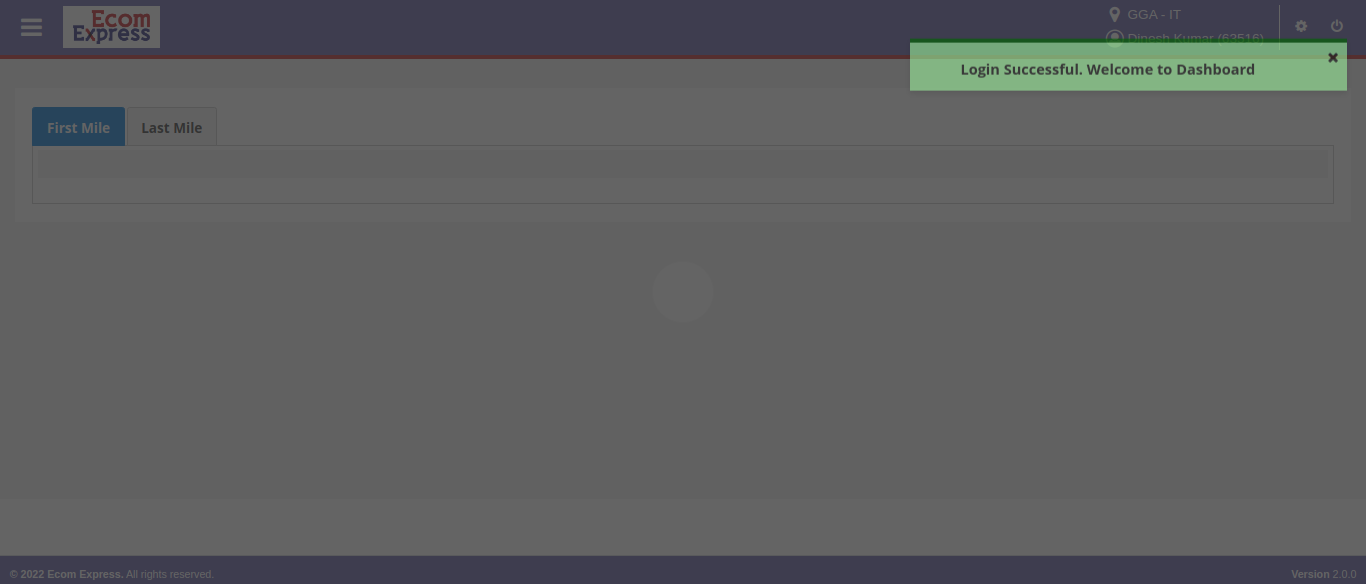 Ecom
Express
GGA - IT
Dinesh Kumar (63516)
Login Successful. Welcome to Dashboard
First Mile
Last Mile
© 2022 Ecom Express. All rights reserved.
Version 2.0.0